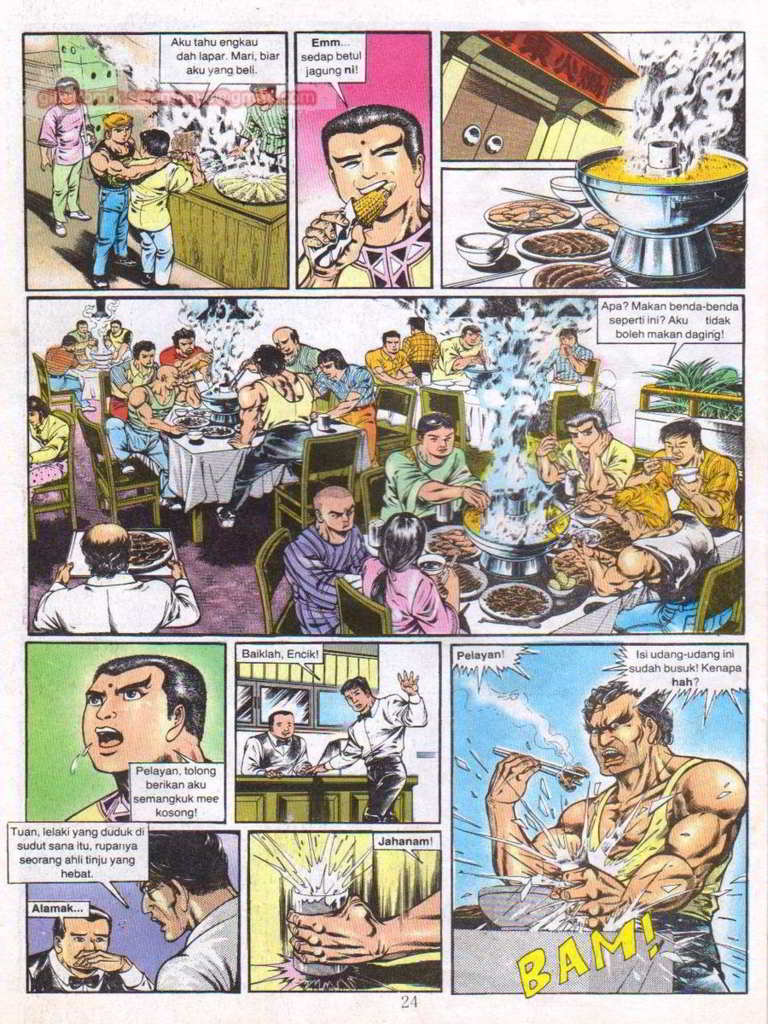 Aku tahu engkau
dah lapar. Mari, biar
aku yang beli.
Emm...
sedap betul
jagung ni!
火鍋
Apa? Makan benda-benda
seperti ini? Aku tidak
boleh makan daging!
Pelayan, tolong
berikan aku
semangkuk mee
kosong!
Baiklah, Encik!
Pelayan!
Isi udang-udang ini
sudah busuk! Kenapa
hah?
Tuan, lelaki yang duduk di
sudut sana itu, rupanya
seorang ahli tinju yang
hebat.
Alamak...
Jahanam!
BAM!
24